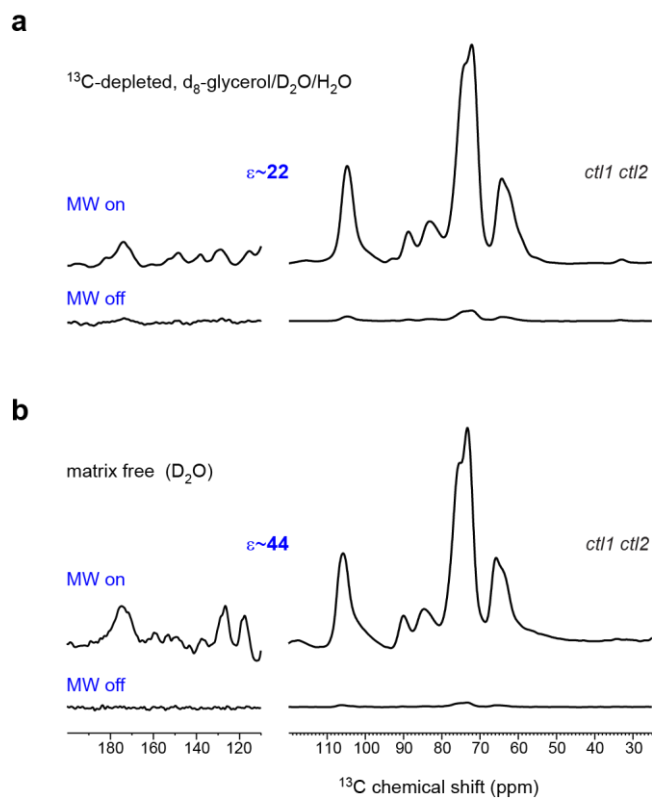 a
¹³C-depleted, d₈-glycerol/D₂O/H₂O
ε~22
ctl1 ctl2
MW on
MW off
b
matrix free (D₂O)
ε~44
ctl1 ctl2
MW on
MW off
180 160 140 120 110 100 90 80 70 60 50 40 30
¹³C chemical shift (ppm)